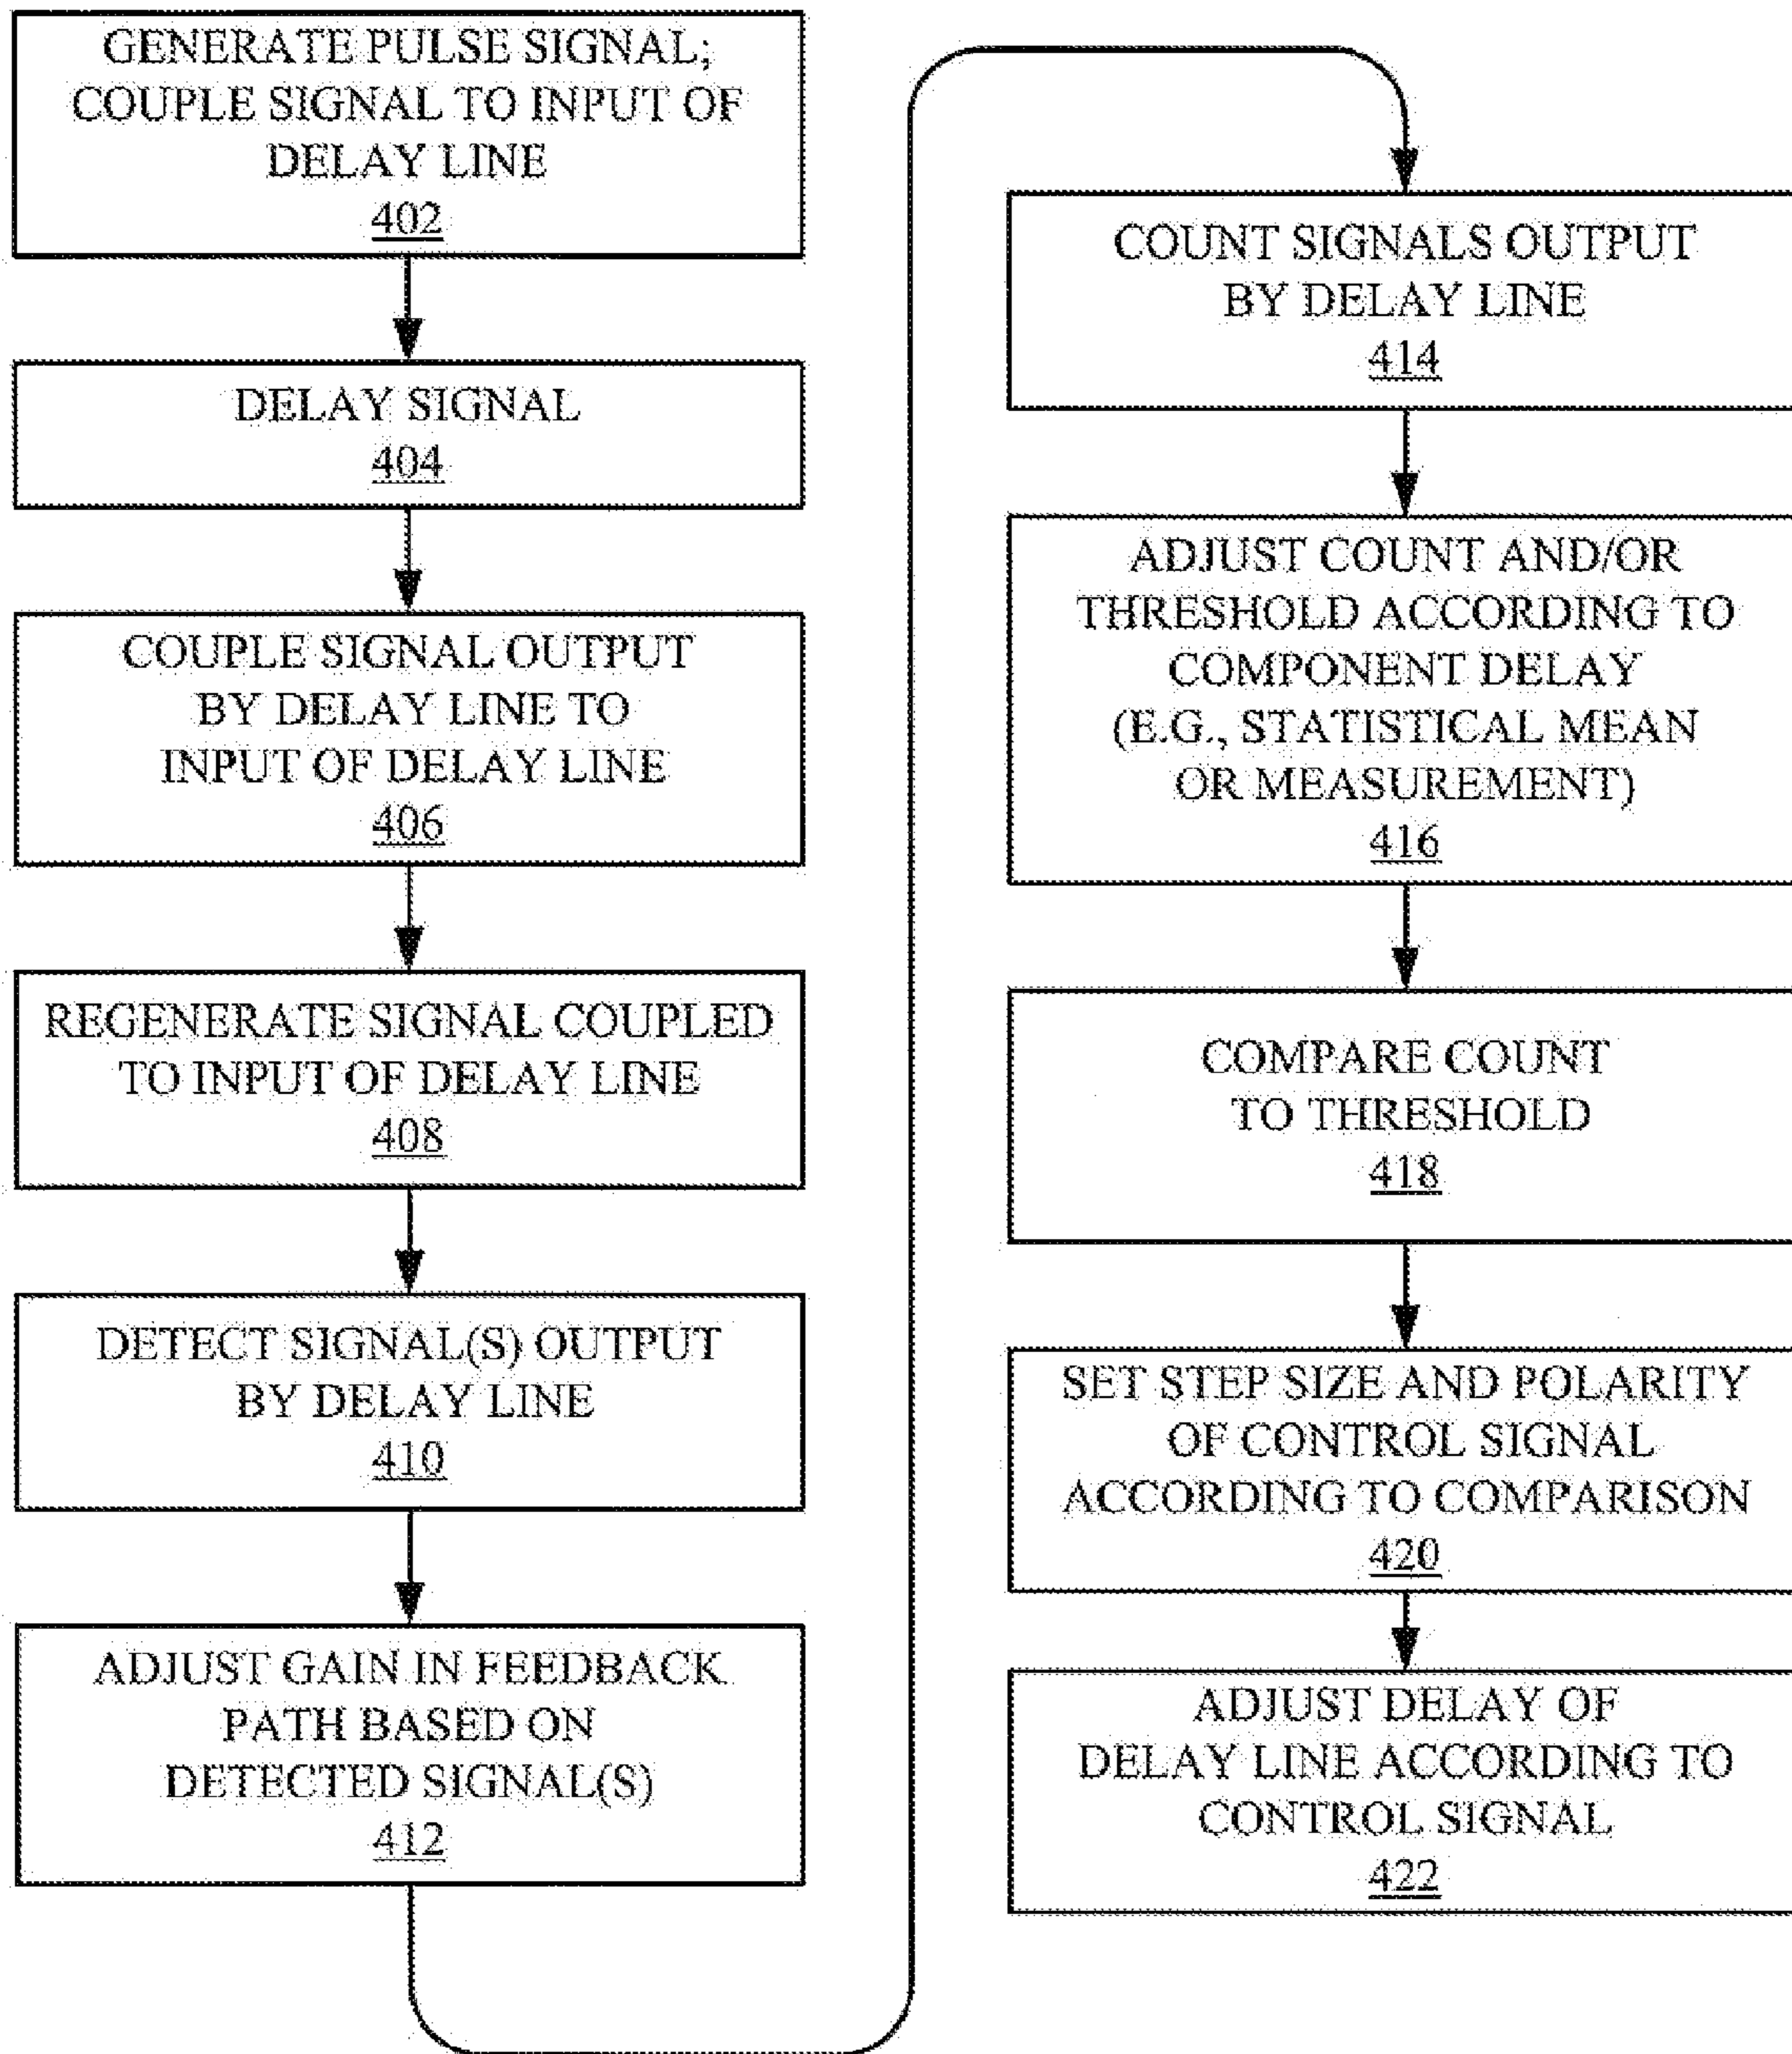 GENERATE PULSE SIGNAL;
COUPLE SIGNAL TO INPUT OF
DELAY LINE
402
DELAY SIGNAL
404
COUPLE SIGNAL OUTPUT
BY DELAY LINE TO
INPUT OF DELAY LINE
406
REGENERATE SIGNAL COUPLED
TO INPUT OF DELAY LINE
408
DETECT SIGNAL(S) OUTPUT
BY DELAY LINE
410
ADJUST GAIN IN FEEDBACK
PATH BASED ON
DETECTED SIGNAL(S)
412
COUNT SIGNALS OUTPUT
BY DELAY LINE
414
ADJUST COUNT AND/OR
THRESHOLD ACCORDING TO
COMPONENT DELAY
(E.G., STATISTICAL MEAN
OR MEASUREMENT)
416
COMPARE COUNT
TO THRESHOLD
418
SET STEP SIZE AND POLARITY
OF CONTROL SIGNAL
ACCORDING TO COMPARISON
420
ADJUST DELAY OF
DELAY LINE ACCORDING TO
CONTROL SIGNAL
422